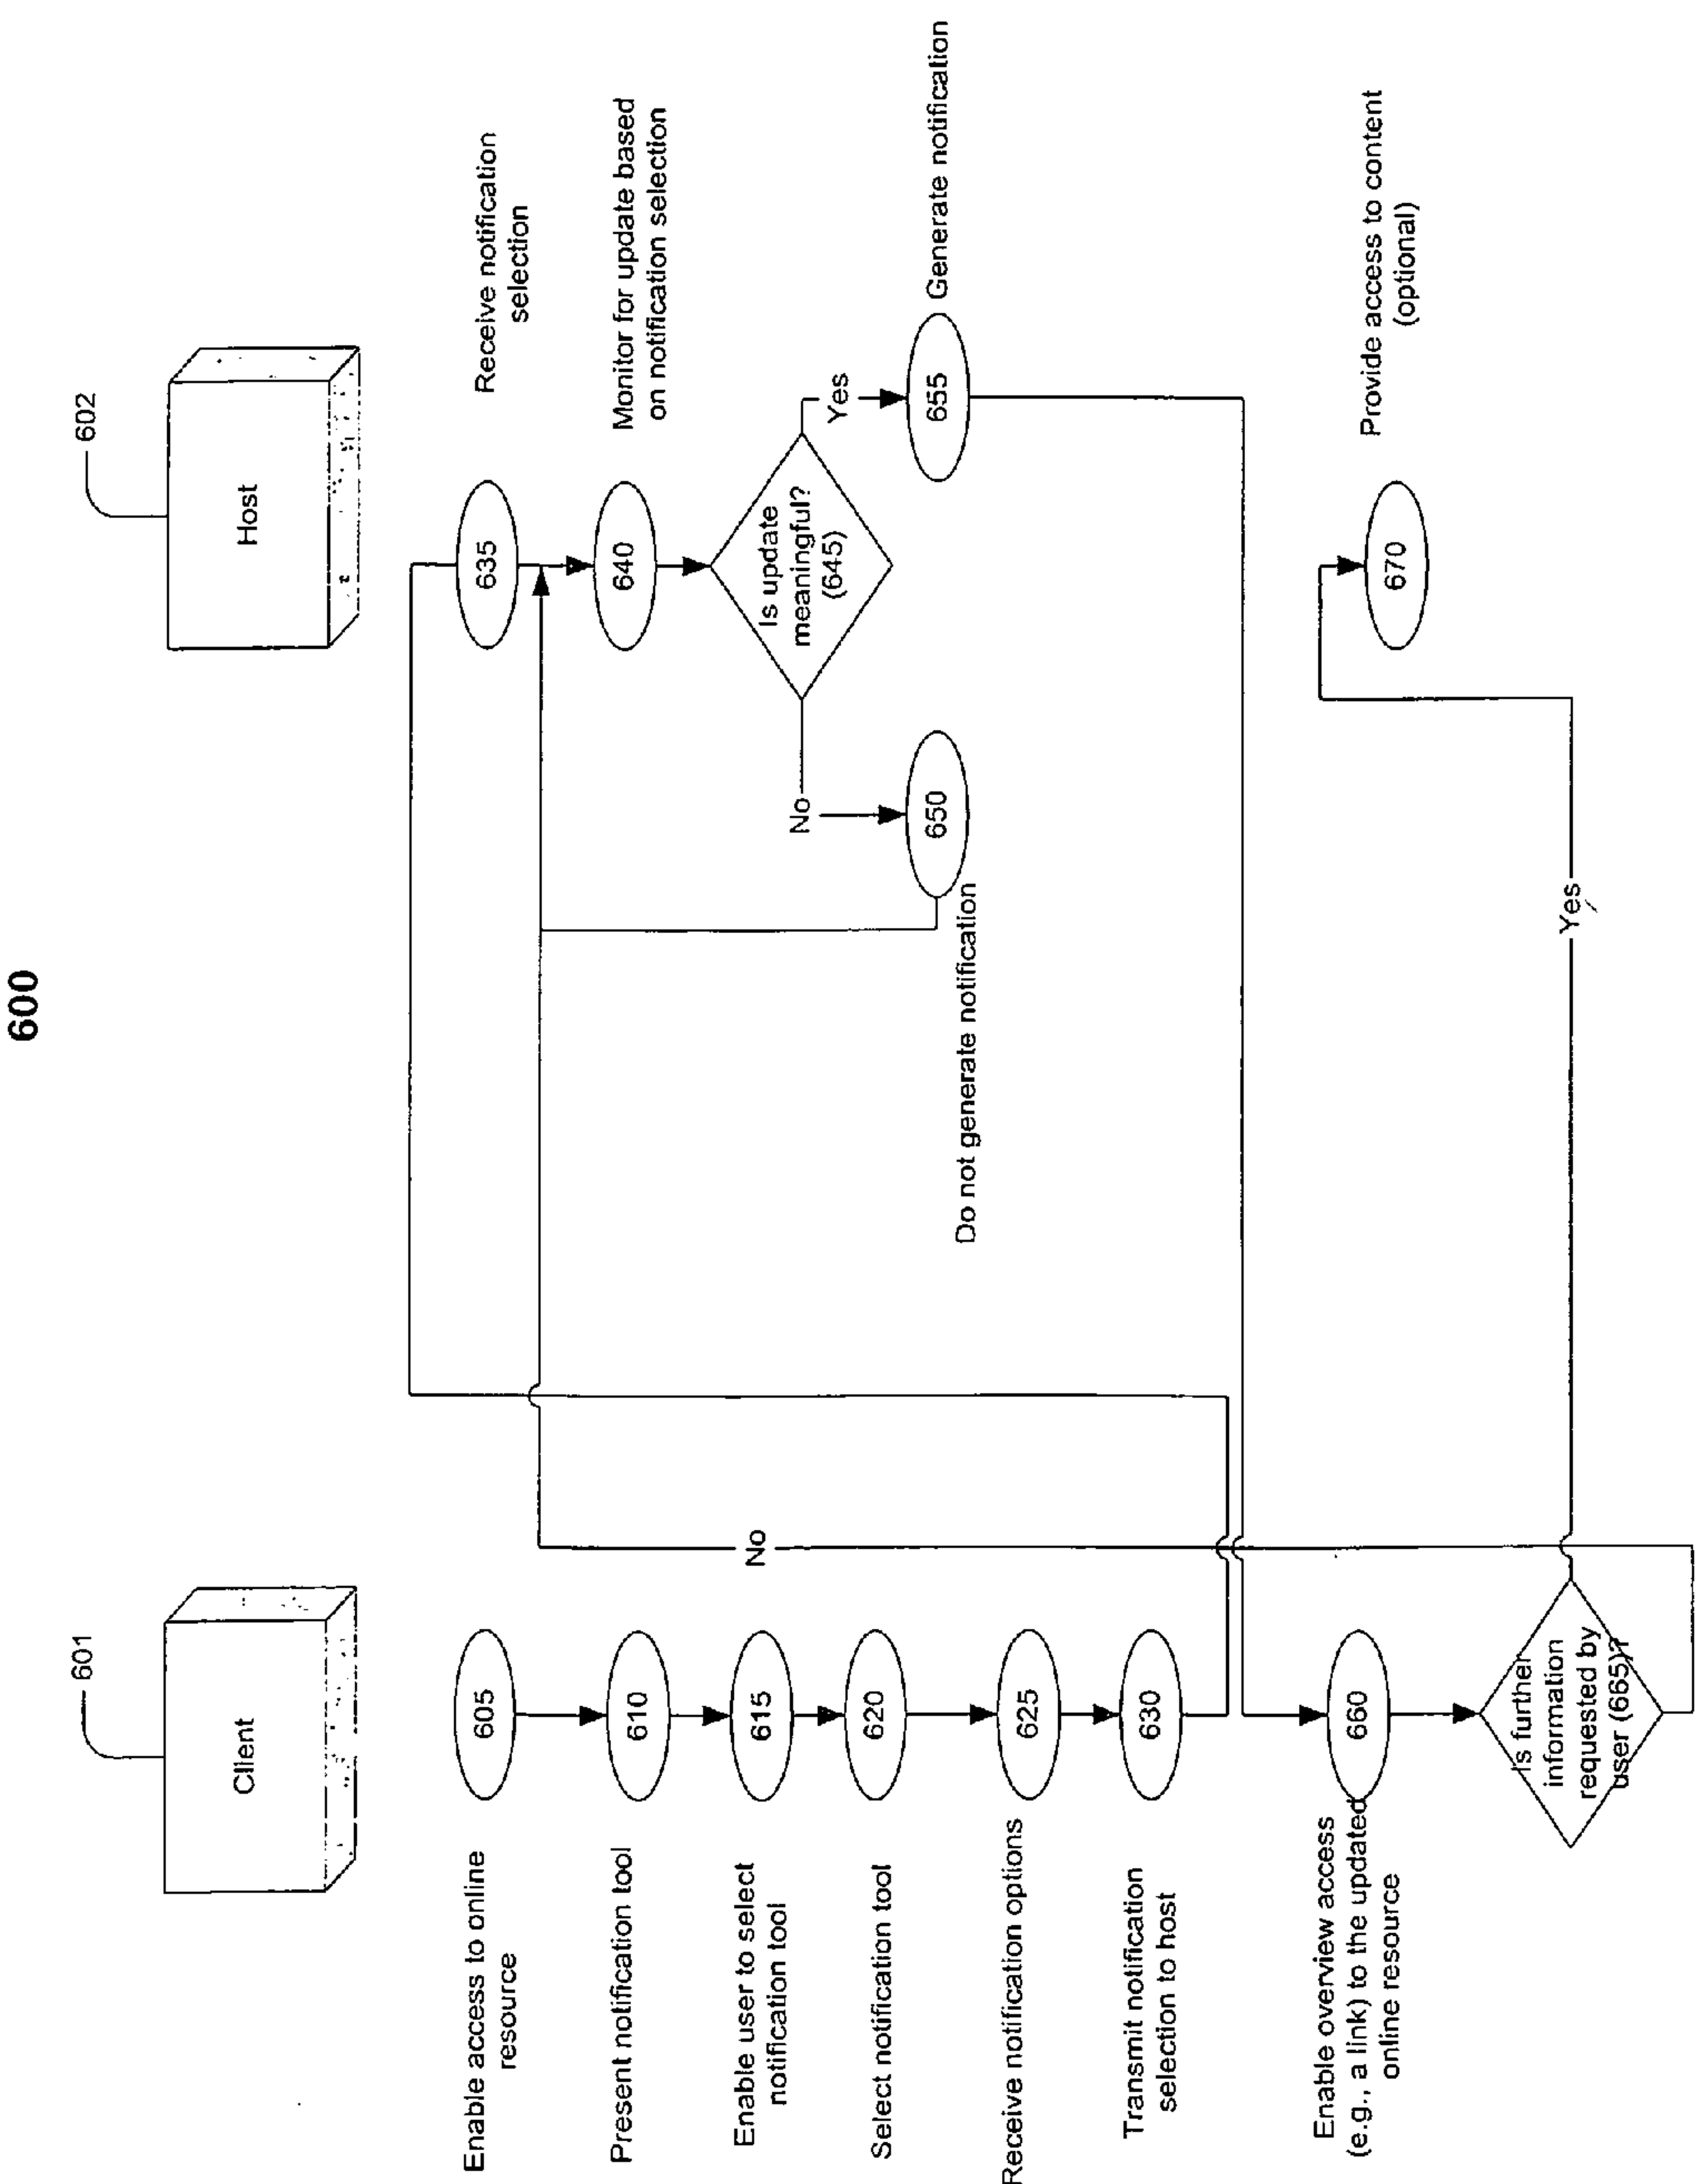 600
601
Client
602
Host
Enable access to online
resource
605
Present notification tool
610
Enable user to select
notification tool
615
Select notification tool
620
Receive notification options
625
Transmit notification
selection to host
630
635
Receive notification
selection
640
Monitor for update based
on notification selection
Is update
meaningful?
(645)
No
Yes
650
Do not generate notification
655
Generate notification
Enable overview access
(e.g., a link) to the updated
online resource
660
Is further
information
requested by
user (665)?
No
Yes
670
Provide access to content
(optional)